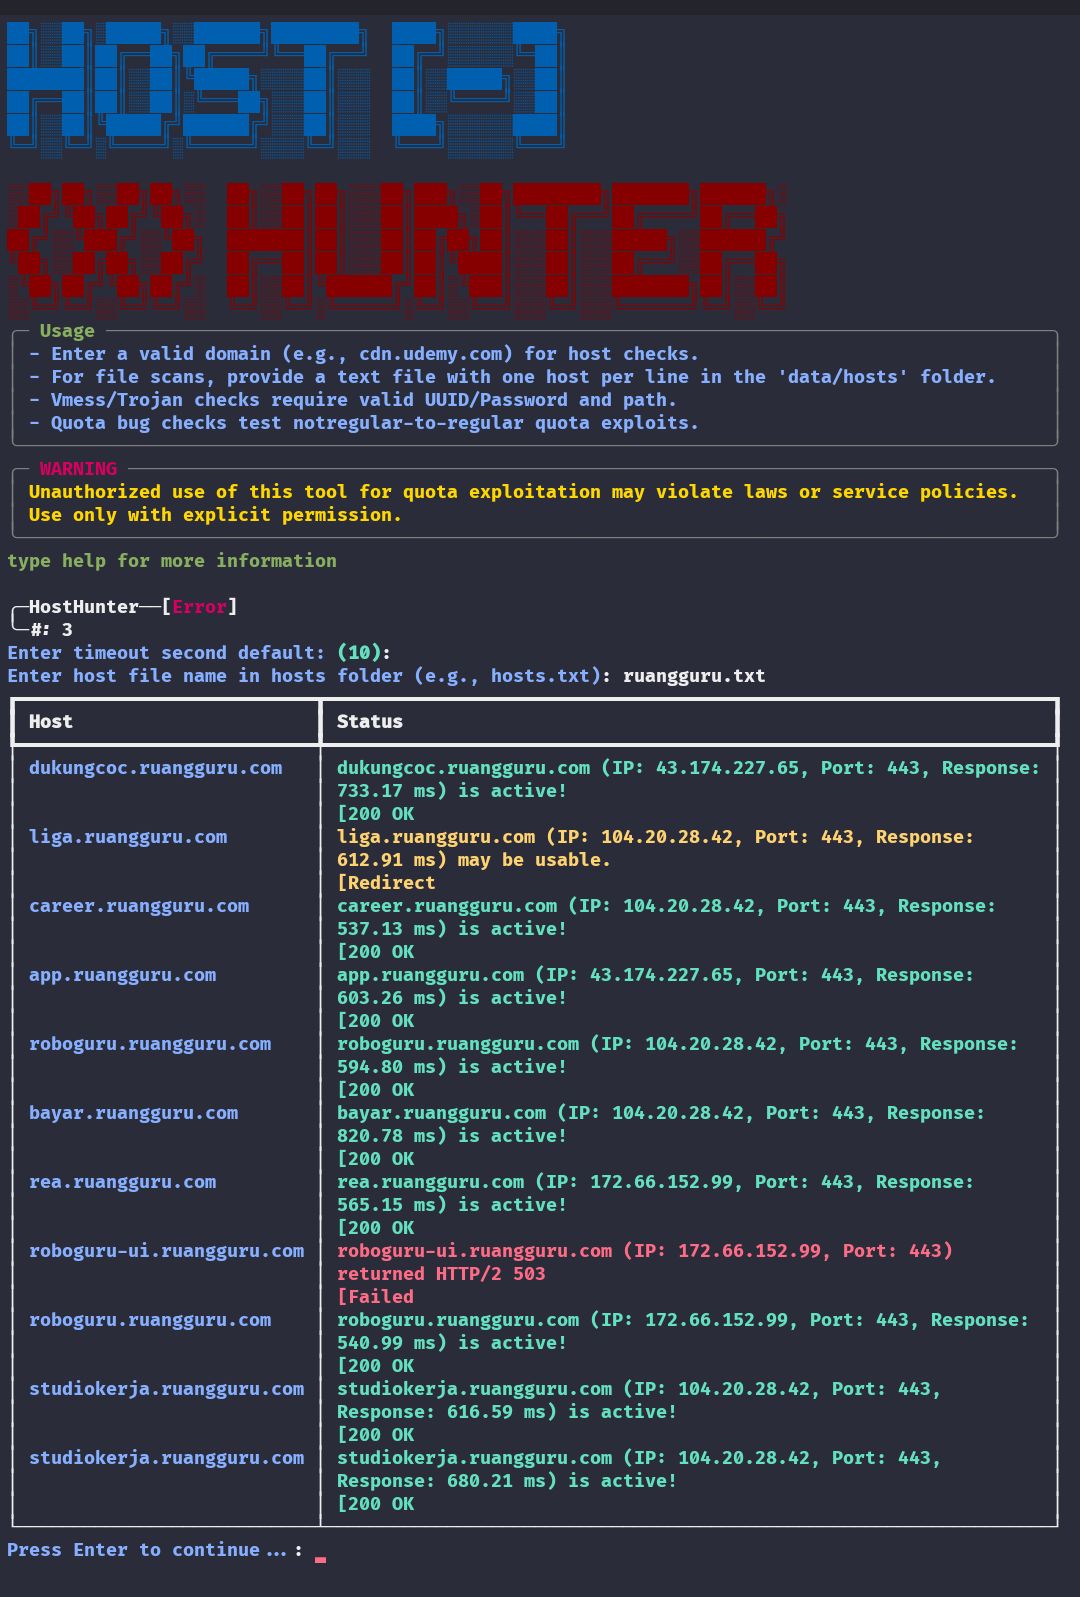 HOST [-]
XX HUNTER
Usage
- Enter a valid domain (e.g., cdn.udemy.com) for host checks.
- For file scans, provide a text file with one host per line in the 'data/hosts' folder.
- Vmess/Trojan checks require valid UUID/Password and path.
- Quota bug checks test notregular-to-regular quota exploits.
WARNING
Unauthorized use of this tool for quota exploitation may violate laws or service policies.
Use only with explicit permission.
type help for more information
HostHunter──[Error]
#: 3
Enter timeout second default: (10):
Enter host file name in hosts folder (e.g., hosts.txt): ruangguru.txt
Host Status
dukungcoc.ruangguru.com dukungcoc.ruangguru.com (IP: 43.174.227.65, Port: 443, Response:
733.17 ms) is active!
[200 OK
liga.ruangguru.com liga.ruangguru.com (IP: 104.20.28.42, Port: 443, Response:
612.91 ms) may be usable.
[Redirect
career.ruangguru.com career.ruangguru.com (IP: 104.20.28.42, Port: 443, Response:
537.13 ms) is active!
[200 OK
app.ruangguru.com app.ruangguru.com (IP: 43.174.227.65, Port: 443, Response:
603.26 ms) is active!
[200 OK
roboguru.ruangguru.com roboguru.ruangguru.com (IP: 104.20.28.42, Port: 443, Response:
594.80 ms) is active!
[200 OK
bayar.ruangguru.com bayar.ruangguru.com (IP: 104.20.28.42, Port: 443, Response:
820.78 ms) is active!
[200 OK
rea.ruangguru.com rea.ruangguru.com (IP: 172.66.152.99, Port: 443, Response:
565.15 ms) is active!
[200 OK
roboguru-ui.ruangguru.com roboguru-ui.ruangguru.com (IP: 172.66.152.99, Port: 443)
returned HTTP/2 503
[Failed
roboguru.ruangguru.com roboguru.ruangguru.com (IP: 172.66.152.99, Port: 443, Response:
540.99 ms) is active!
[200 OK
studiokerja.ruangguru.com studiokerja.ruangguru.com (IP: 104.20.28.42, Port: 443,
Response: 616.59 ms) is active!
[200 OK
studiokerja.ruangguru.com studiokerja.ruangguru.com (IP: 104.20.28.42, Port: 443,
Response: 680.21 ms) is active!
[200 OK
Press Enter to continue...: